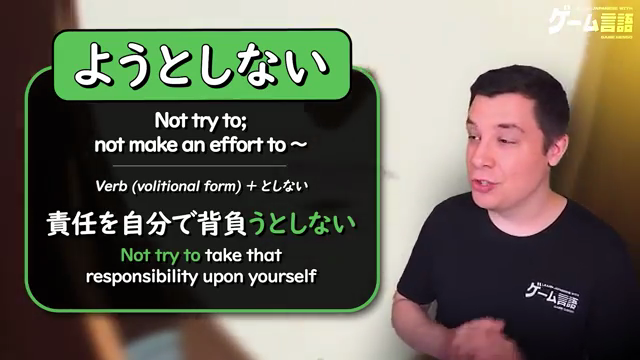 ようとしない
Not try to;
not make an effort to ～
Verb (volitional form) + としない
責任を自分で背負うとしない
Not try to take that
responsibility upon yourself
ゲーム言語
ゲーム言語